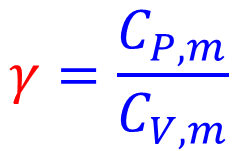 γ = C_{P,m} / C_{V,m}